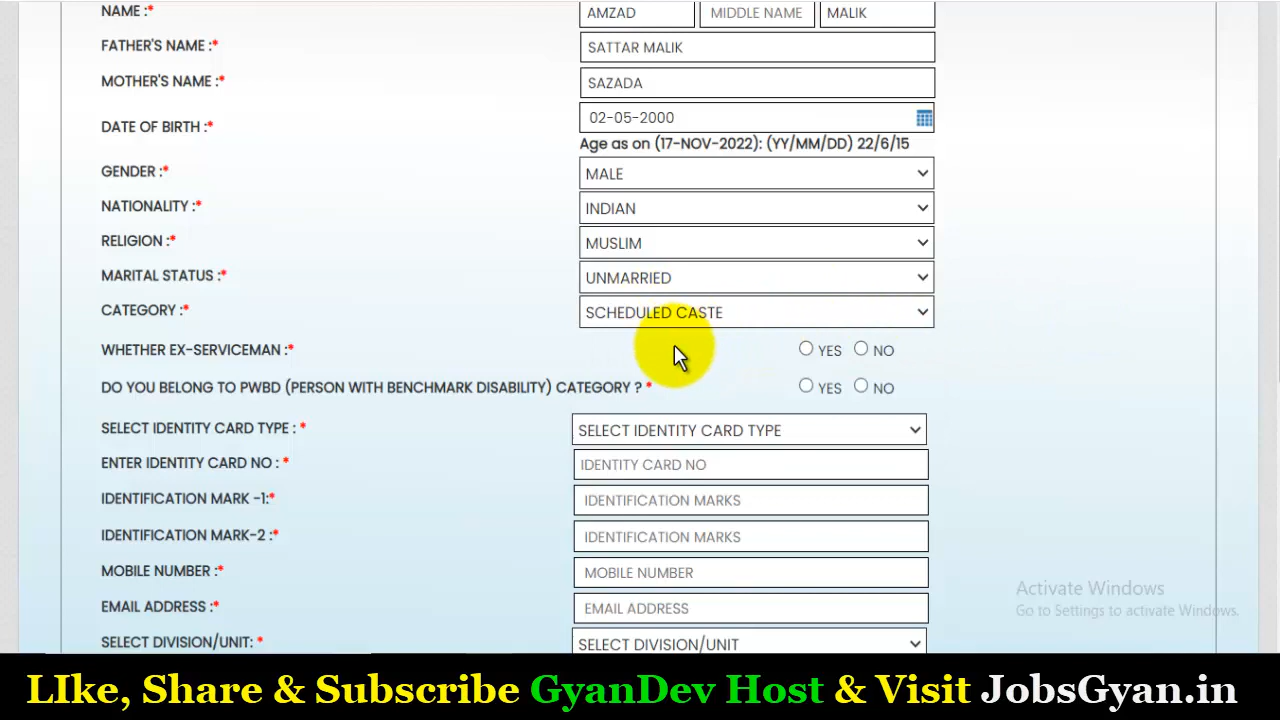 NAME :* AMZAD MIDDLE NAME MALIK
FATHER'S NAME :* SATTAR MALIK
MOTHER'S NAME :* SAZADA
DATE OF BIRTH :* 02-05-2000
Age as on (17-NOV-2022): (YY/MM/DD) 22/6/15
GENDER :* MALE
NATIONALITY :* INDIAN
RELIGION :* MUSLIM
MARITAL STATUS :* UNMARRIED
CATEGORY :* SCHEDULED CASTE
WHETHER EX-SERVICEMAN :* YES NO
DO YOU BELONG TO PWBD (PERSON WITH BENCHMARK DISABILITY) CATEGORY ? * YES NO
SELECT IDENTITY CARD TYPE : * SELECT IDENTITY CARD TYPE
ENTER IDENTITY CARD NO : * IDENTITY CARD NO
IDENTIFICATION MARK -1:* IDENTIFICATION MARKS
IDENTIFICATION MARK-2 :* IDENTIFICATION MARKS
MOBILE NUMBER :* MOBILE NUMBER
EMAIL ADDRESS :* EMAIL ADDRESS
SELECT DIVISION/UNIT: * SELECT DIVISION/UNIT
Activate Windows
Go to Settings to activate Windows.
LIke, Share & Subscribe GyanDev Host & Visit JobsGyan.in